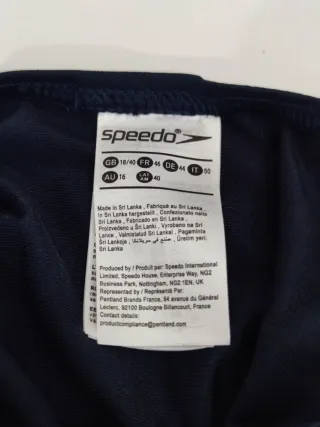 speedo
GB 18/40 FR 46 DE 44 IT 50
AU 16 LAT AM 40
Made in Sri Lanka , Fabriqué au Sri Lanka
In Sri Lanka hergestellt , Confezionato nello
Sri Lanka , Fabricado en Sri Lanka ,
Proizvedeno u Sri Lanki , Vyrobeno na Srí
Lance , Valmistatud Sri Lankal , Pagaminta
Sri Lankoje , صنع في سريلانكا , Üretim yeri:
Sri Lanka
Produced by / Produit par: Speedo International
Limited, Speedo House, Enterprise Way, NG2
Business Park, Nottingham, NG2 1EN, UK
Represented by / Représenté Par:
Pentland Brands France, 84 avenue du Général
Leclerc, 92100 Boulogne Billancourt, France
Contact details:
productcompliance@pentland.com